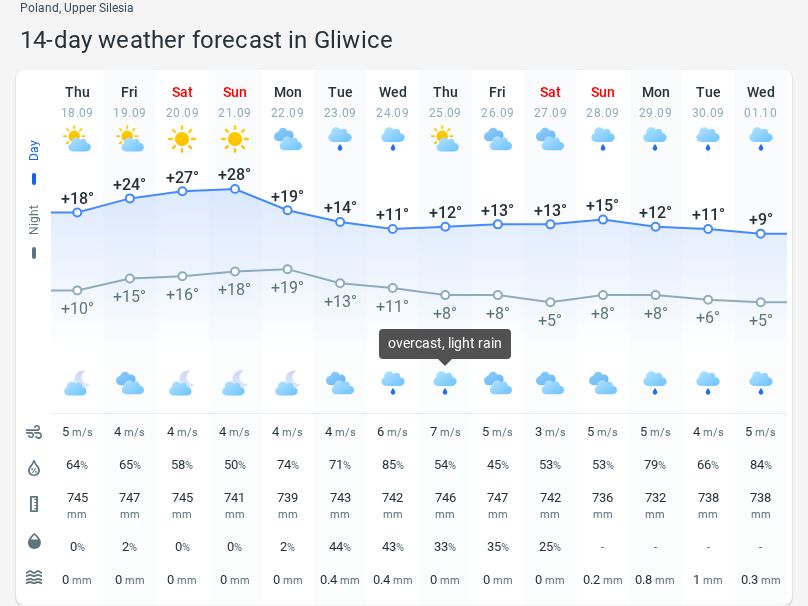 Poland, Upper Silesia
14-day weather forecast in Gliwice
Thu Fri Sat Sun Mon Tue Wed Thu Fri Sat Sun Mon Tue Wed
18.09 19.09 20.09 21.09 22.09 23.09 24.09 25.09 26.09 27.09 28.09 29.09 30.09 01.10
Day
+18° +24° +27° +28° +19° +14° +11° +12° +13° +13° +15° +12° +11° +9°
Night
+10° +15° +16° +18° +19° +13° +11° +8° +8° +5° +8° +8° +6° +5°
overcast, light rain
5 m/s 4 m/s 4 m/s 4 m/s 4 m/s 4 m/s 6 m/s 7 m/s 5 m/s 3 m/s 5 m/s 5 m/s 4 m/s 5 m/s
64% 65% 58% 50% 74% 71% 85% 54% 45% 53% 53% 79% 66% 84%
745 747 745 741 739 743 742 746 747 742 736 732 738 738
mm mm mm mm mm mm mm mm mm mm mm mm mm mm
0% 2% 0% 0% 2% 44% 43% 33% 35% 25% - - - -
0 mm 0 mm 0 mm 0 mm 0 mm 0.4 mm 0.4 mm 0 mm 0 mm 0 mm 0.2 mm 0.8 mm 1 mm 0.3 mm